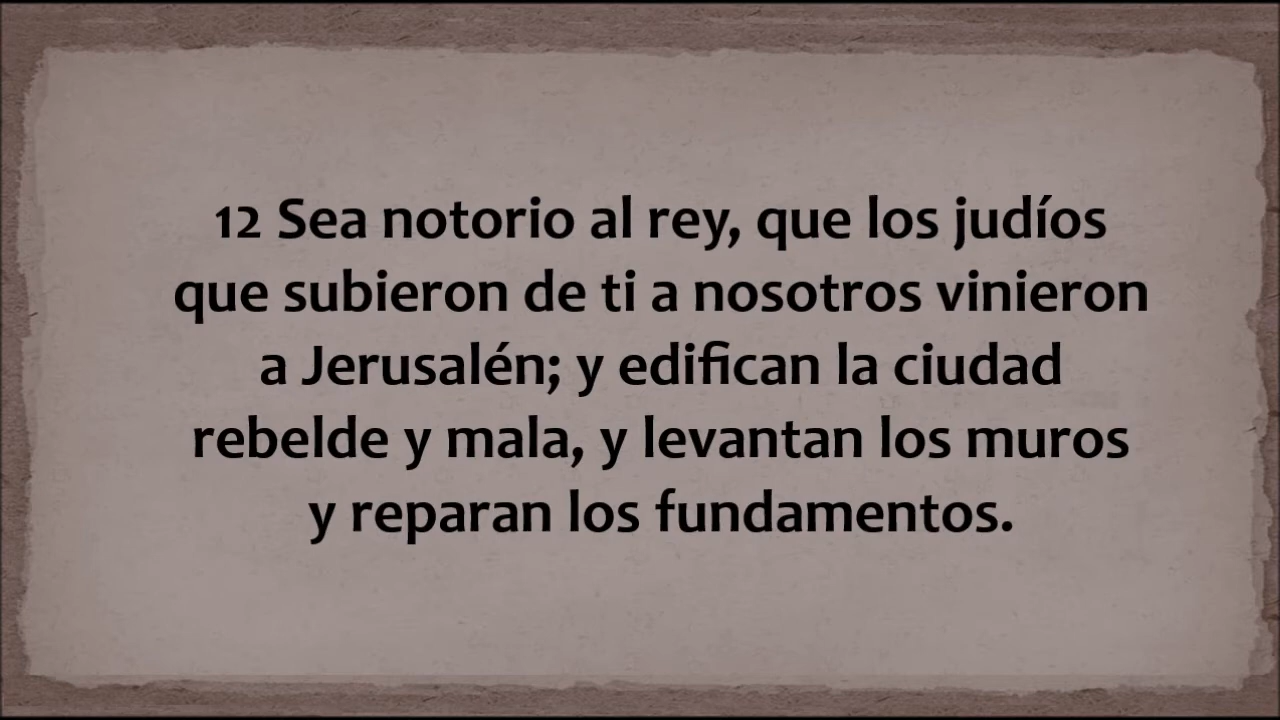 12 Sea notorio al rey, que los judíos
que subieron de ti a nosotros vinieron
a Jerusalén; y edifican la ciudad
rebelde y mala, y levantan los muros
y reparan los fundamentos.